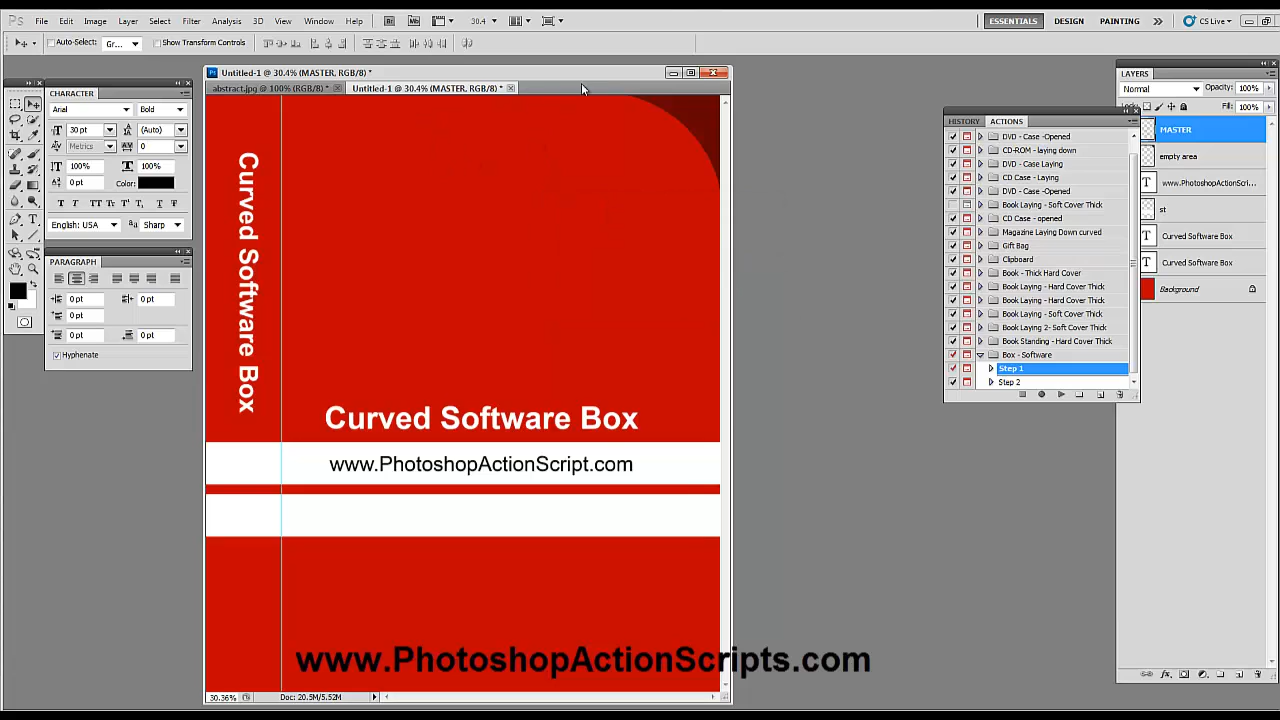 Ps File Edit Image Layer Select Filter Analysis 3D View Window Help Br Mb 30.4 ESSENTIALS DESIGN PAINTING CS Live
Auto-Select: Gr... Show Transform Controls
Untitled-1 @ 30.4% (MASTER, RGB/8) *
abstract.jpg @ 100% (RGB/8) * Untitled-1 @ 30.4% (MASTER, RGB/8) *
CHARACTER
Arial Bold
30 pt (Auto)
Metrics 0
100% 100%
0 pt Color:
English: USA Sharp
PARAGRAPH
0 pt 0 pt
0 pt
0 pt 0 pt
Hyphenate
Curved Software Box
Curved Software Box
www.PhotoshopActionScript.com
www.PhotoshopActionScripts.com
30.36% Doc: 20.5M/5.52M
HISTORY ACTIONS
DVD - Case -Opened
CD-ROM - laying down
DVD - Case Laying
CD Case - Laying
DVD - Case -Opened
Book Laying - Soft Cover Thick
CD Case - opened
Magazine Laying Down curved
Gift Bag
Clipboard
Book - Thick Hard Cover
Book Laying - Hard Cover Thick
Book Laying - Hard Cover Thick
Book Laying - Soft Cover Thick
Book Laying 2- Soft Cover Thick
Book Standing - Hard Cover Thick
Box - Software
Step 1
Step 2
LAYERS
Normal Opacity: 100%
Fill: 100%
MASTER
empty area
www.PhotoshopActionScri...
st
Curved Software Box
Curved Software Box
Background